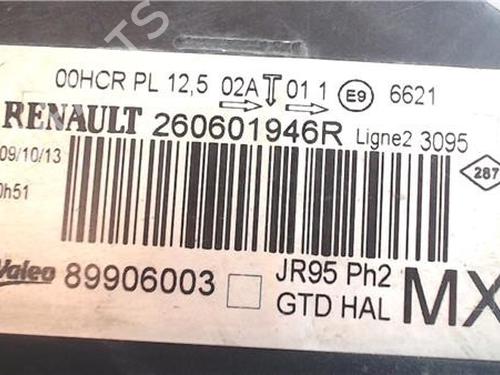 00HCR PL 12,5 02A 01 1 E9 6621
RENAULT 260601946R Ligne2 3095
09/10/13
0h51
287
Valeo 89906003 JR95 Ph2
GTD HAL MX